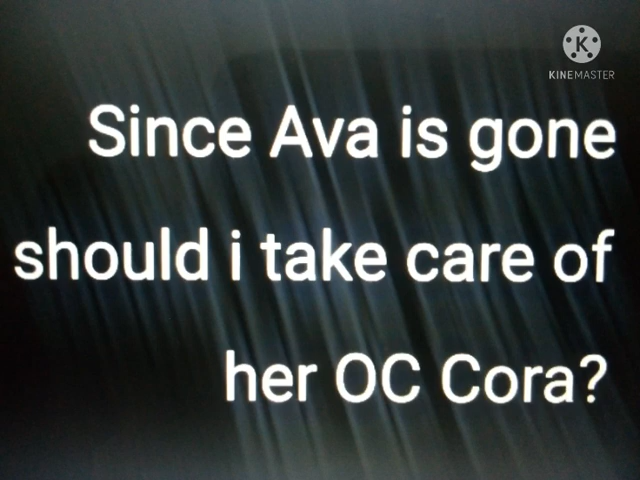 KINEMASTER
Since Ava is gone
should i take care of
her OC Cora?